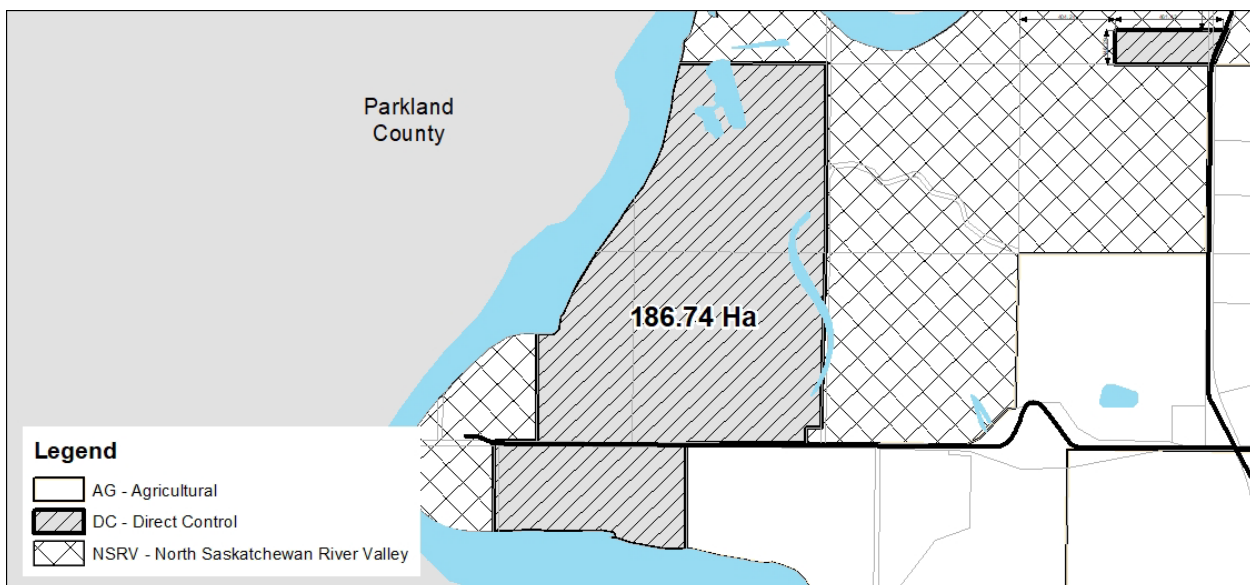 Parkland
County
186.74 Ha
Legend
AG - Agricultural
DC - Direct Control
NSRV - North Saskatchewan River Valley